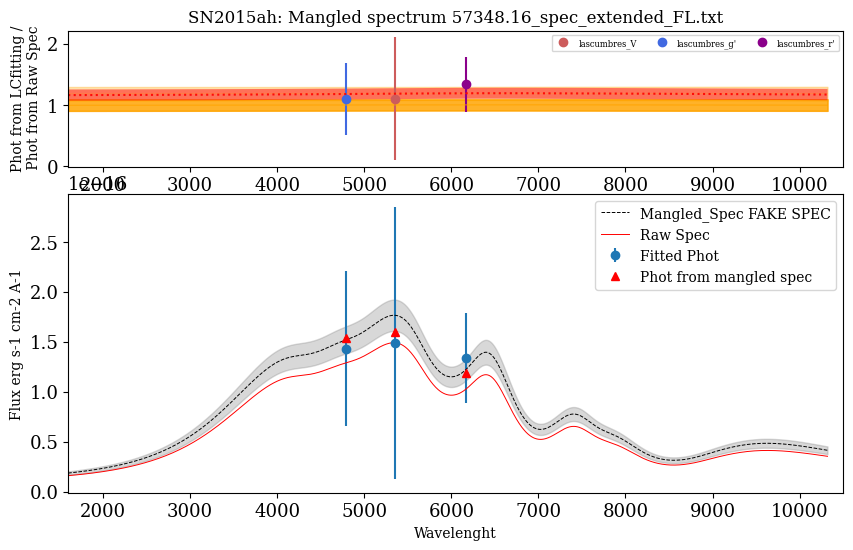 SN2015ah: Mangled spectrum 57348.16_spec_extended_FL.txt
Phot from LCfitting /
Phot from Raw Spec
2
1
0
lascumbres_V
lascumbres_g'
lascumbres_r'
2000 3000 4000 5000 6000 7000 8000 9000 10000
1e−16
Flux erg s-1 cm-2 A-1
2.5
2.0
1.5
1.0
0.5
0.0
Mangled_Spec FAKE SPEC
Raw Spec
Fitted Phot
Phot from mangled spec
2000 3000 4000 5000 6000 7000 8000 9000 10000
Wavelenght